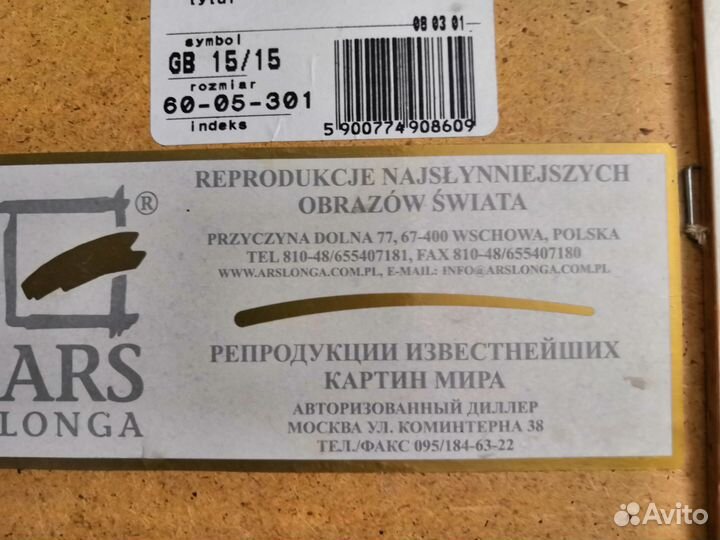 tytuł
08 03 01
symbol
GB 15/15
rozmiar
60-05-301
indeks
5 900774 908609
REPRODUKCJE NAJSŁYNNIEJSZYCH
OBRAZÓW ŚWIATA
PRZYCZYNA DOLNA 77, 67-400 WSCHOWA, POLSKA
TEL 810-48/655407181, FAX 810-48/655407180
WWW.ARSLONGA.COM.PL, E-MAIL: INFO@ARSLONGA.COM.PL
®
ARS
LONGA
РЕПРОДУКЦИИ ИЗВЕСТНЕЙШИХ
КАРТИН МИРА
АВТОРИЗОВАННЫЙ ДИЛЛЕР
МОСКВА УЛ. КОМИНТЕРНА 38
ТЕЛ./ФАКС 095/184-63-22
Avito